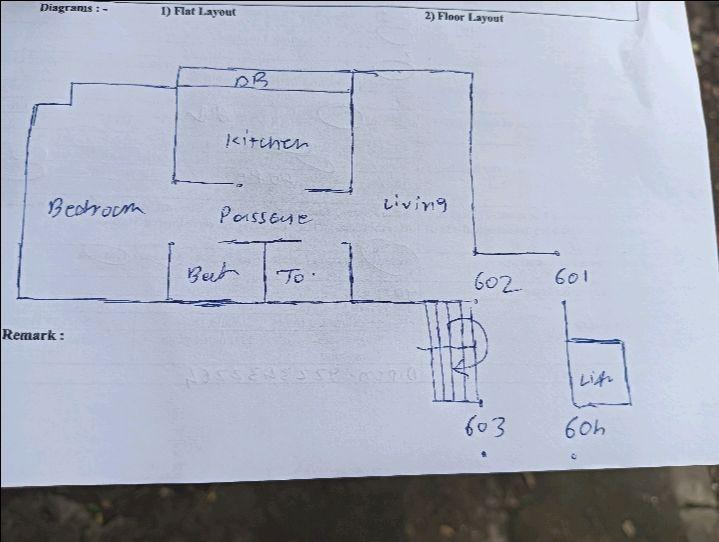 Diagrams : -
1) Flat Layout
2) Floor Layout
DB
Kitchen
Bedroom
Passeye
Living
Bath
To.
602
601
Remark :
Lift
603
604